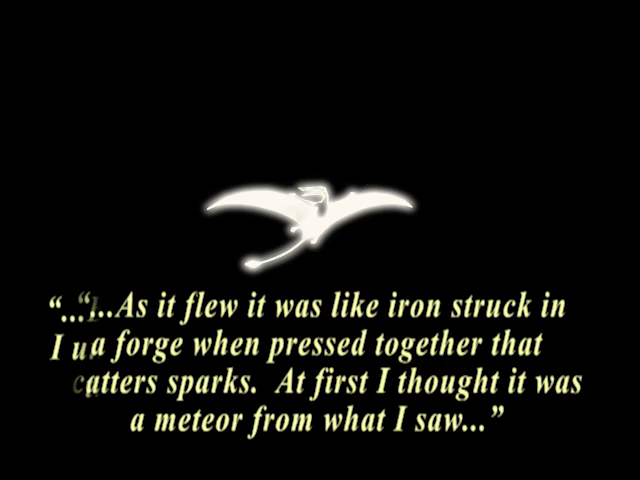 “...As it flew it was like iron struck in
a forge when pressed together that
catters sparks. At first I thought it was
a meteor from what I saw...”